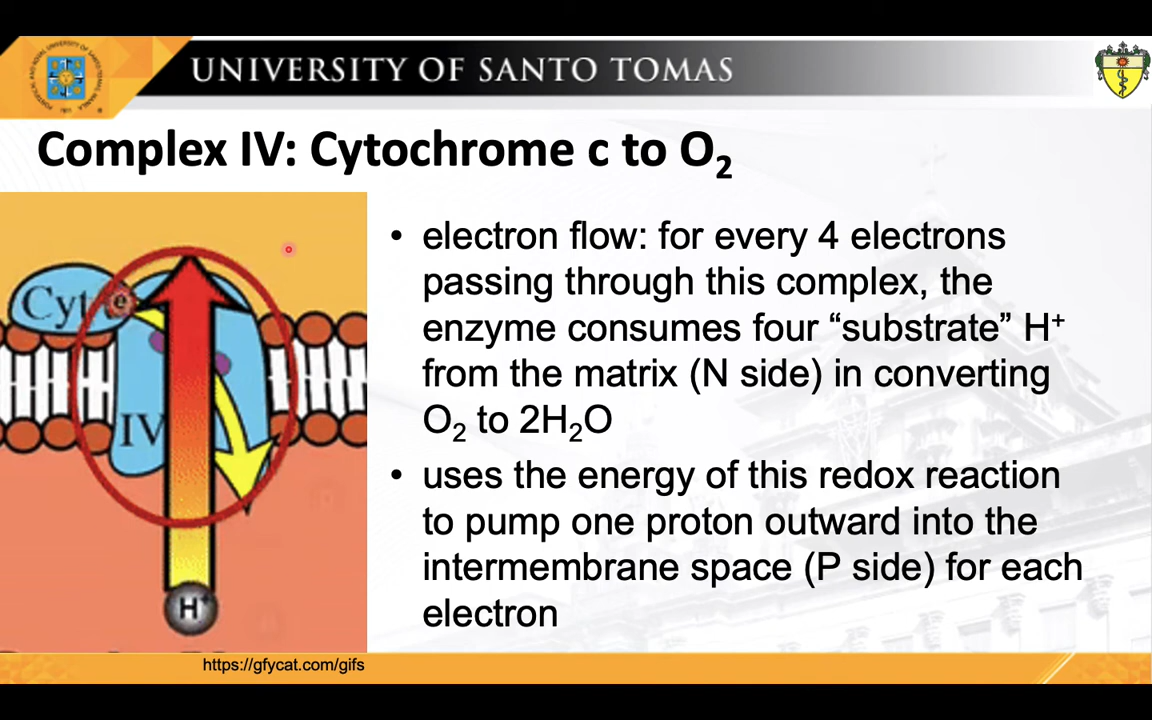 UNIVERSITY OF SANTO TOMAS
Complex IV: Cytochrome c to O₂
Cyt
e
IV
H⁺
• electron flow: for every 4 electrons
passing through this complex, the
enzyme consumes four “substrate” H⁺
from the matrix (N side) in converting
O₂ to 2H₂O
• uses the energy of this redox reaction
to pump one proton outward into the
intermembrane space (P side) for each
electron
https://gfycat.com/gifs